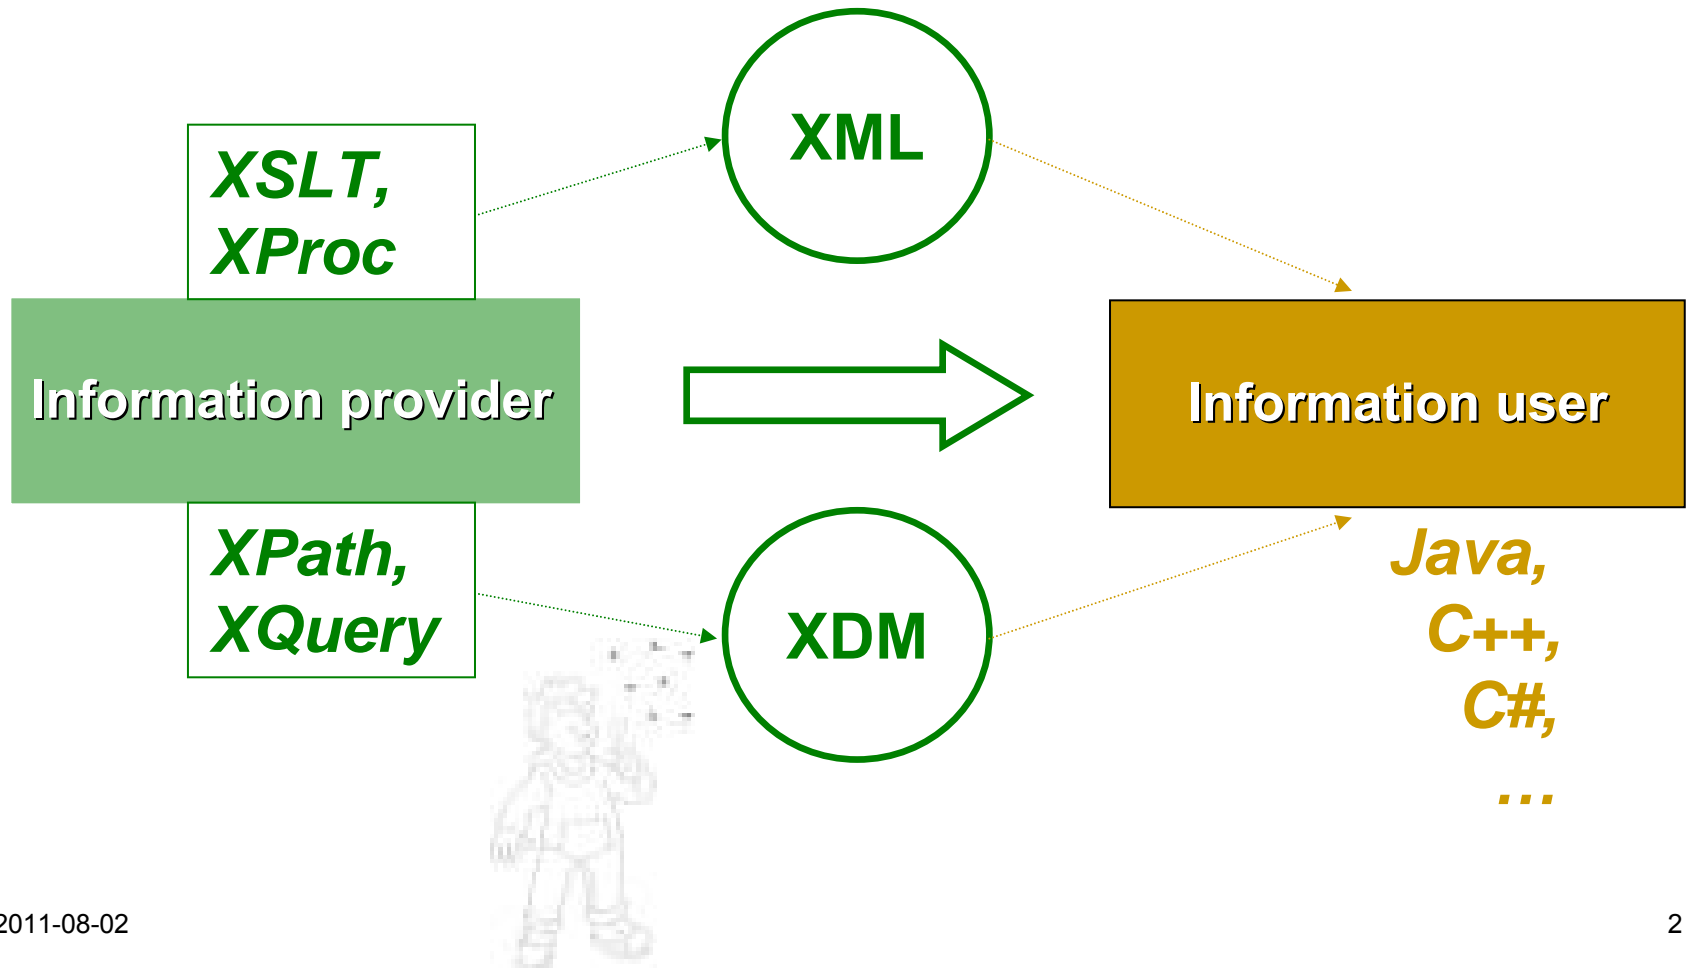 XML
XSLT,
XProc
Information provider
Information user
XPath,
XQuery
XDM
Java,
C++,
C#,
…
2011-08-02
2